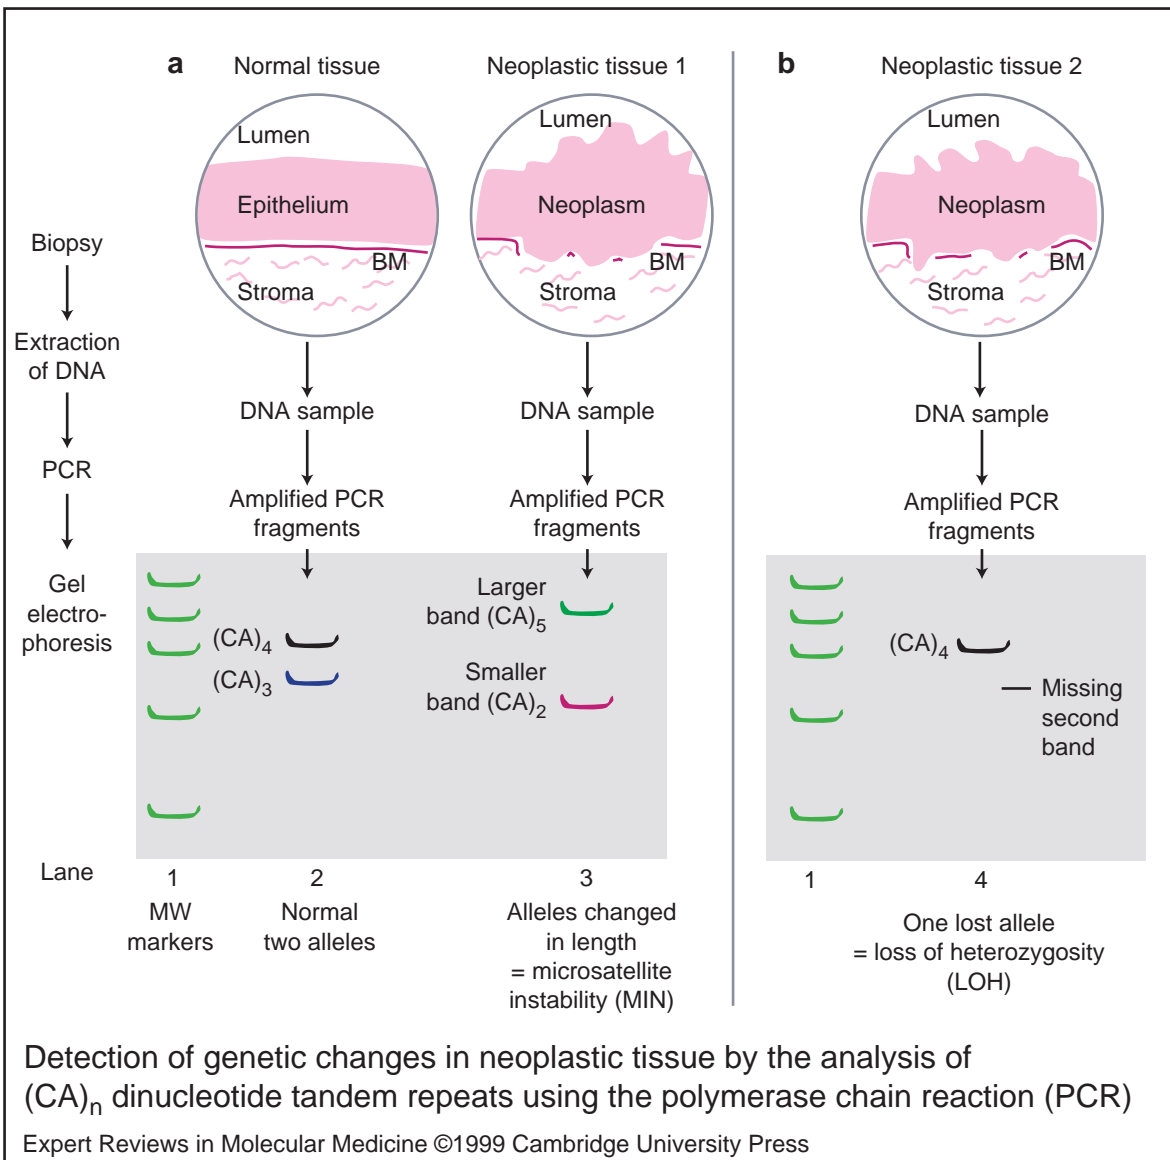 a
Normal tissue
Neoplastic tissue 1
b
Neoplastic tissue 2
Lumen
Epithelium
BM
Stroma
Lumen
Neoplasm
BM
Stroma
Lumen
Neoplasm
BM
Stroma
Biopsy
Extraction
of DNA
PCR
Gel
electro-
phoresis
DNA sample
Amplified PCR
fragments
DNA sample
Amplified PCR
fragments
DNA sample
Amplified PCR
fragments
(CA)4
(CA)3
Larger
band (CA)5
Smaller
band (CA)2
(CA)4
Missing
second
band
Lane
1
MW
markers
2
Normal
two alleles
3
Alleles changed
in length
= microsatellite
instability (MIN)
1
4
One lost allele
= loss of heterozygosity
(LOH)
Detection of genetic changes in neoplastic tissue by the analysis of
(CA)n dinucleotide tandem repeats using the polymerase chain reaction (PCR)
Expert Reviews in Molecular Medicine ©1999 Cambridge University Press